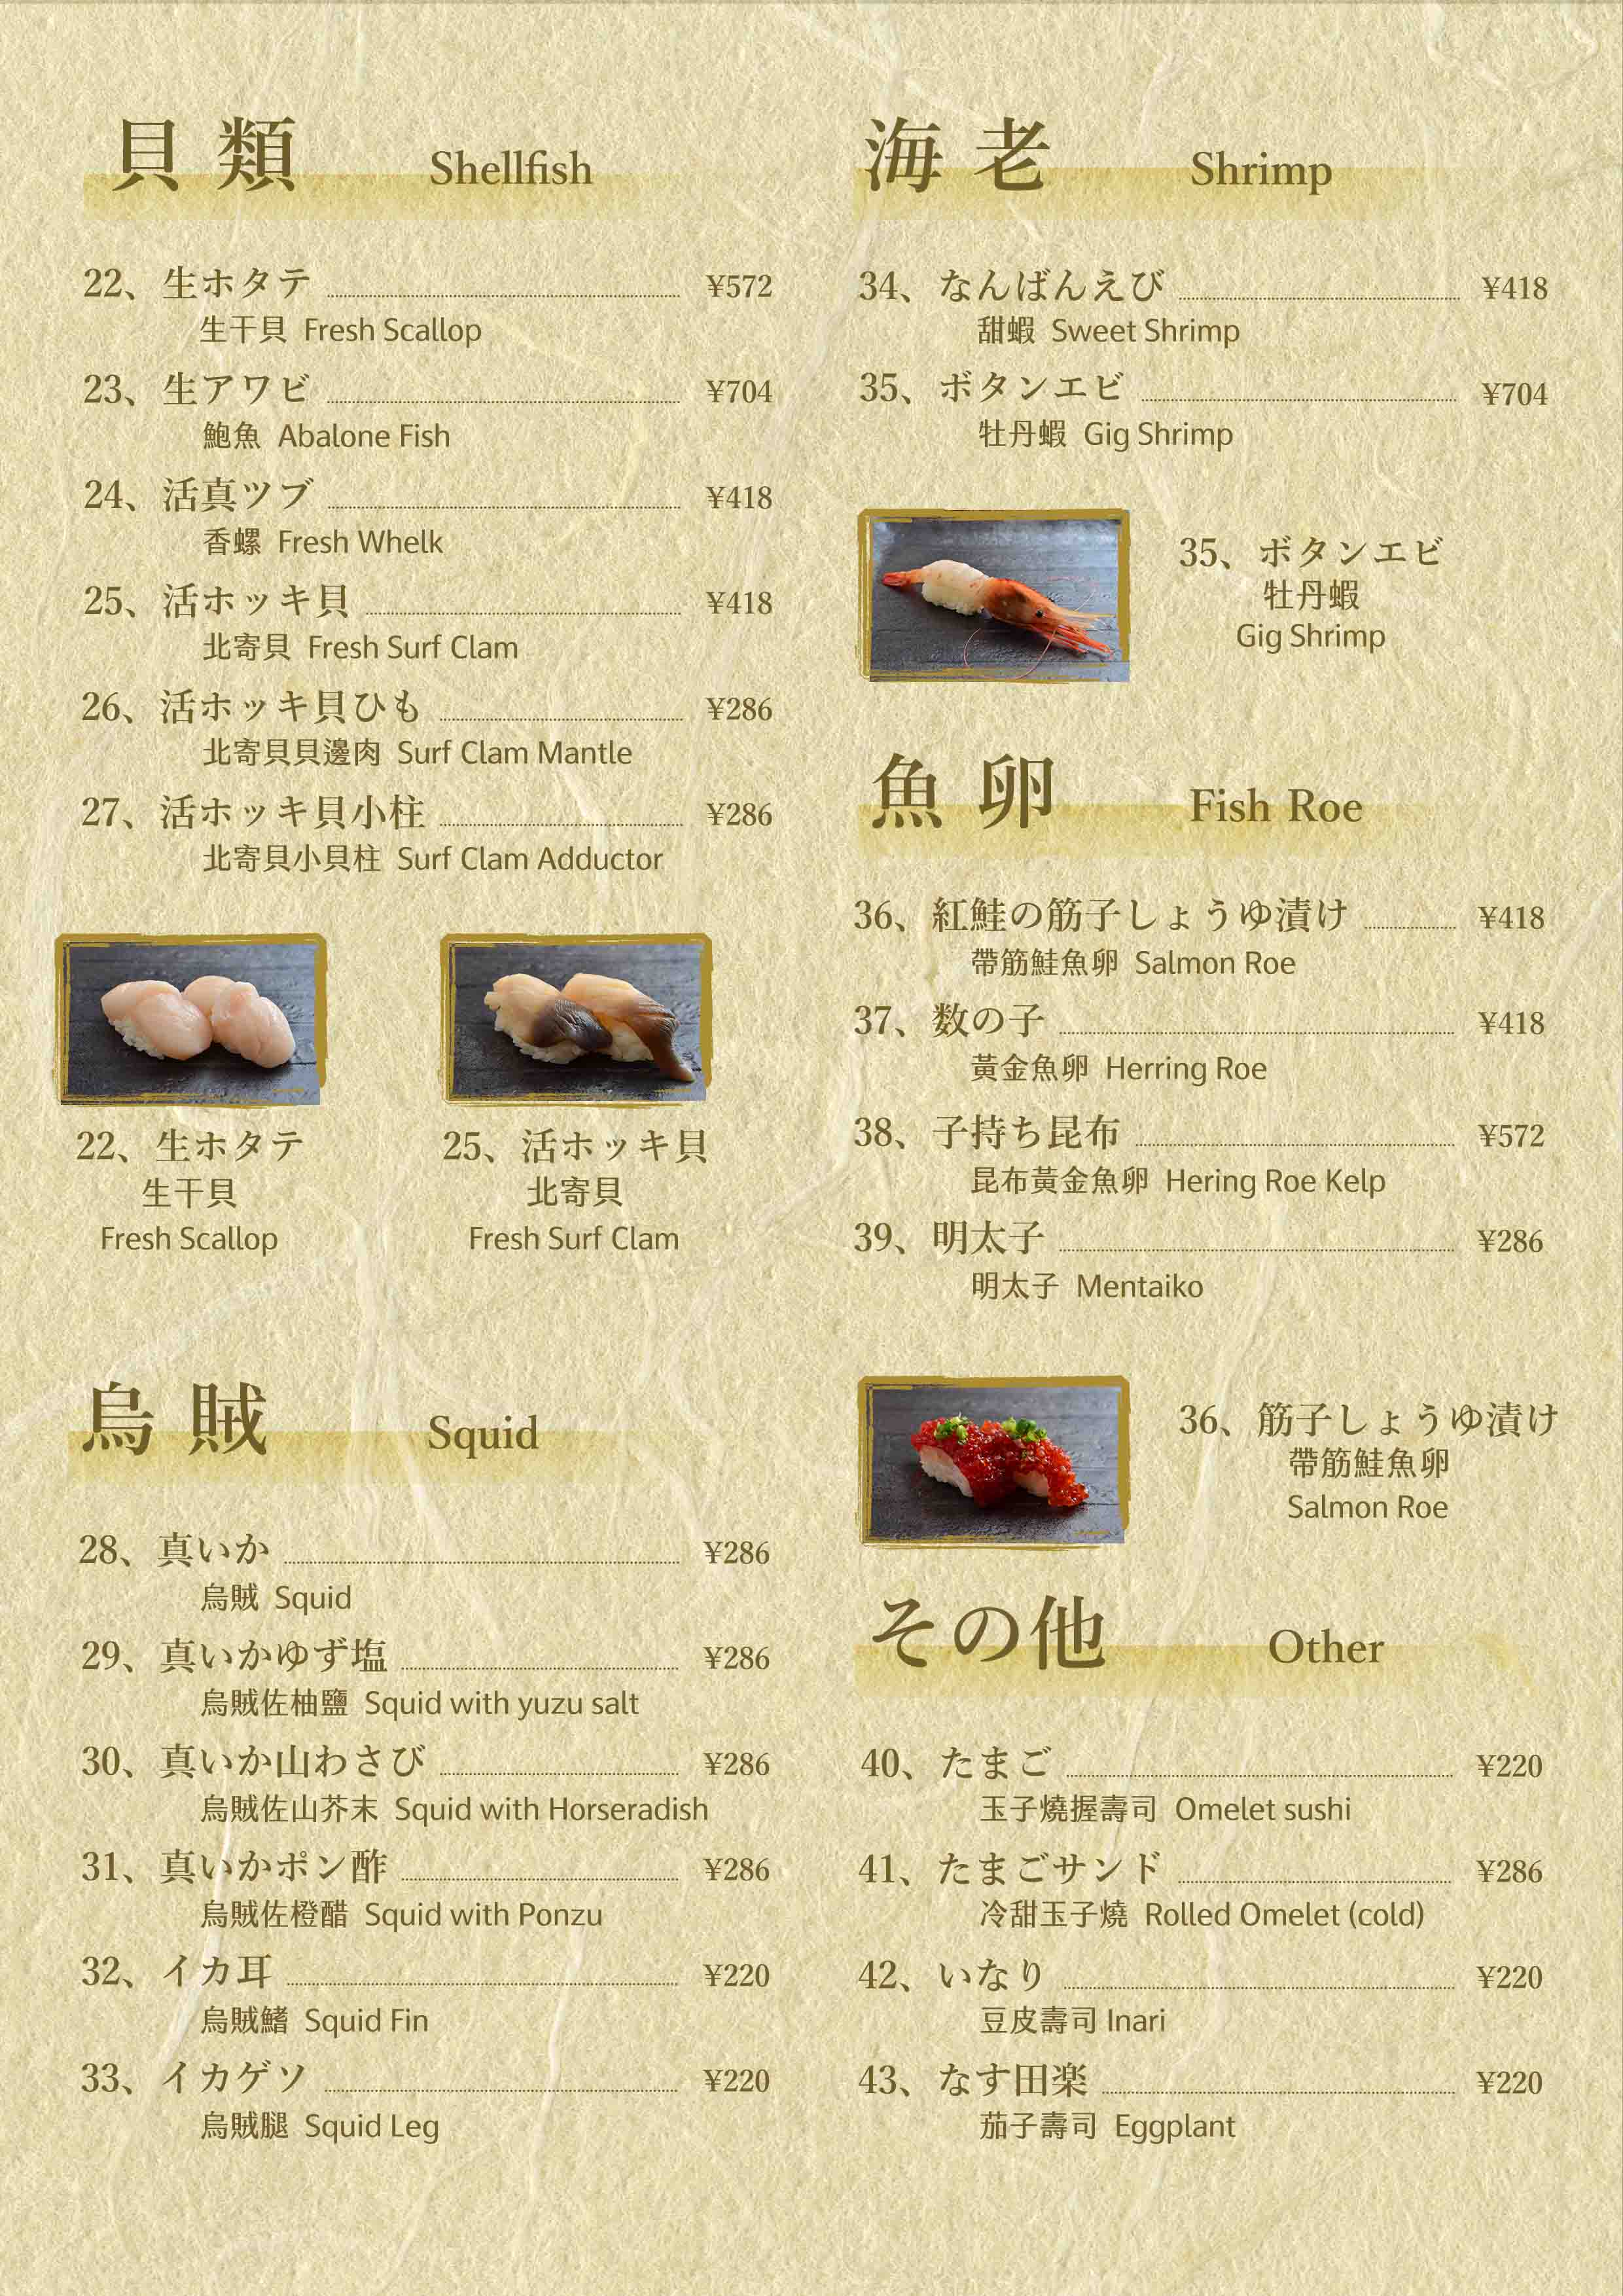 貝類 Shellfish
22、生ホタテ ¥572
生干貝 Fresh Scallop
23、生アワビ ¥704
鮑魚 Abalone Fish
24、活真ツブ ¥418
香螺 Fresh Whelk
25、活ホッキ貝 ¥418
北寄貝 Fresh Surf Clam
26、活ホッキ貝ひも ¥286
北寄貝貝邊肉 Surf Clam Mantle
27、活ホッキ貝小柱 ¥286
北寄貝小貝柱 Surf Clam Adductor
22、生ホタテ
生干貝
Fresh Scallop
25、活ホッキ貝
北寄貝
Fresh Surf Clam
烏賊 Squid
28、真いか ¥286
烏賊 Squid
29、真いかゆず塩 ¥286
烏賊佐柚鹽 Squid with yuzu salt
30、真いか山わさび ¥286
烏賊佐山芥末 Squid with Horseradish
31、真いかポン酢 ¥286
烏賊佐橙醋 Squid with Ponzu
32、イカ耳 ¥220
烏賊鰭 Squid Fin
33、イカゲソ ¥220
烏賊腿 Squid Leg
海老 Shrimp
34、なんばんえび ¥418
甜蝦 Sweet Shrimp
35、ボタンエビ ¥704
牡丹蝦 Gig Shrimp
35、ボタンエビ
牡丹蝦
Gig Shrimp
魚卵 Fish Roe
36、紅鮭の筋子しょうゆ漬け ¥418
帶筋鮭魚卵 Salmon Roe
37、数の子 ¥418
黃金魚卵 Herring Roe
38、子持ち昆布 ¥572
昆布黃金魚卵 Hering Roe Kelp
39、明太子 ¥286
明太子 Mentaiko
36、筋子しょうゆ漬け
帶筋鮭魚卵
Salmon Roe
その他 Other
40、たまご ¥220
玉子燒握壽司 Omelet sushi
41、たまごサンド ¥286
冷甜玉子燒 Rolled Omelet (cold)
42、いなり ¥220
豆皮壽司 Inari
43、なす田楽 ¥220
茄子壽司 Eggplant